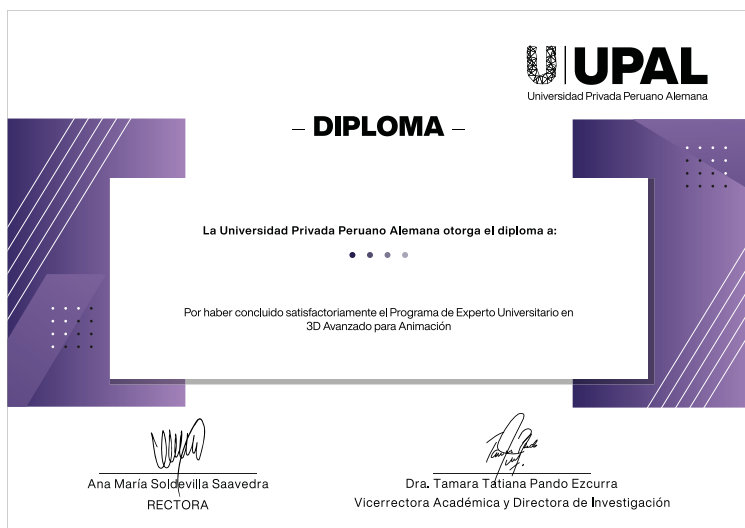 UPAL
Universidad Privada Peruano Alemana
– DIPLOMA –
La Universidad Privada Peruano Alemana otorga el diploma a:
Por haber concluido satisfactoriamente el Programa de Experto Universitario en
3D Avanzado para Animación
Ana María Soldevilla Saavedra
RECTORA
Dra. Tamara Tatiana Pando Ezcurra
Vicerrectora Académica y Directora de Investigación